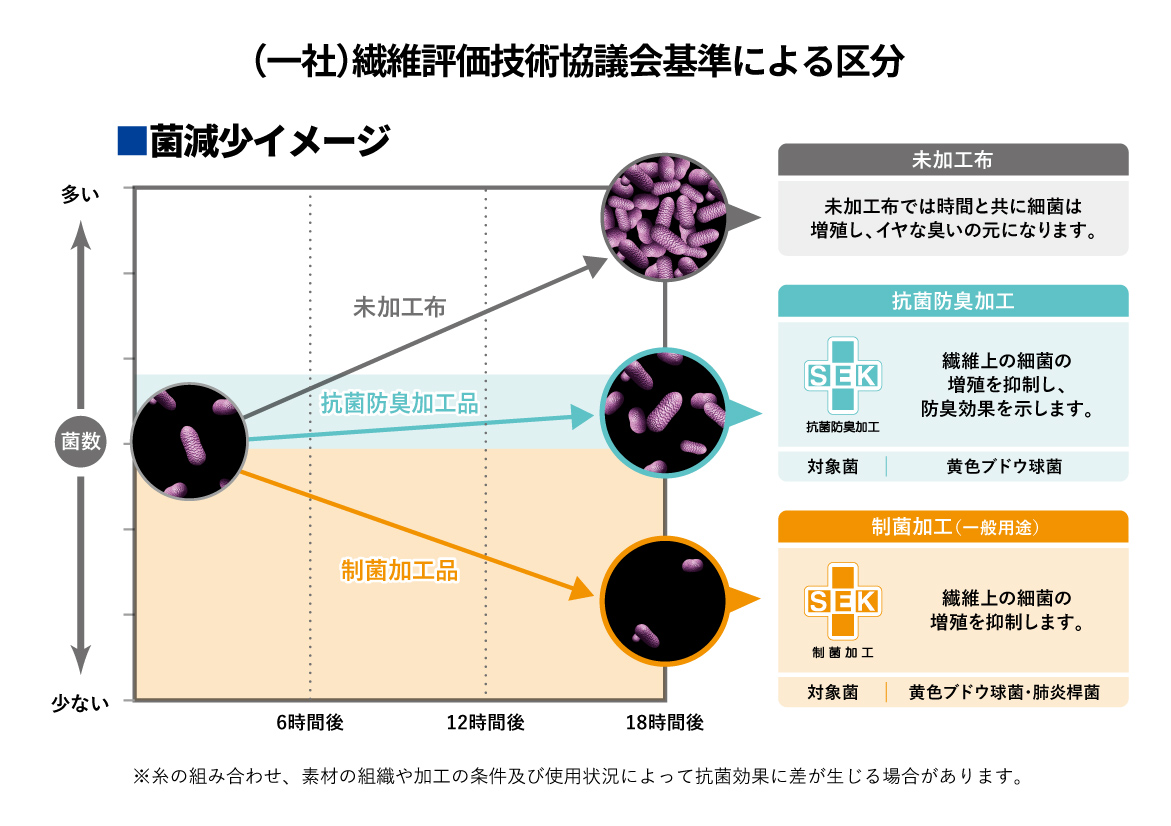 （一社）繊維評価技術協議会基準による区分
■菌減少イメージ
多い
菌数
少ない
未加工布
抗菌防臭加工品
制菌加工品
6時間後
12時間後
18時間後
未加工布
未加工布では時間と共に細菌は
増殖し、イヤな臭いの元になります。
抗菌防臭加工
SEK
抗菌防臭加工
繊維上の細菌の
増殖を抑制し、
防臭効果を示します。
対象菌
黄色ブドウ球菌
制菌加工（一般用途）
SEK
制菌加工
繊維上の細菌の
増殖を抑制します。
対象菌
黄色ブドウ球菌・肺炎桿菌
※糸の組み合わせ、素材の組織や加工の条件及び使用状況によって抗菌効果に差が生じる場合があります。